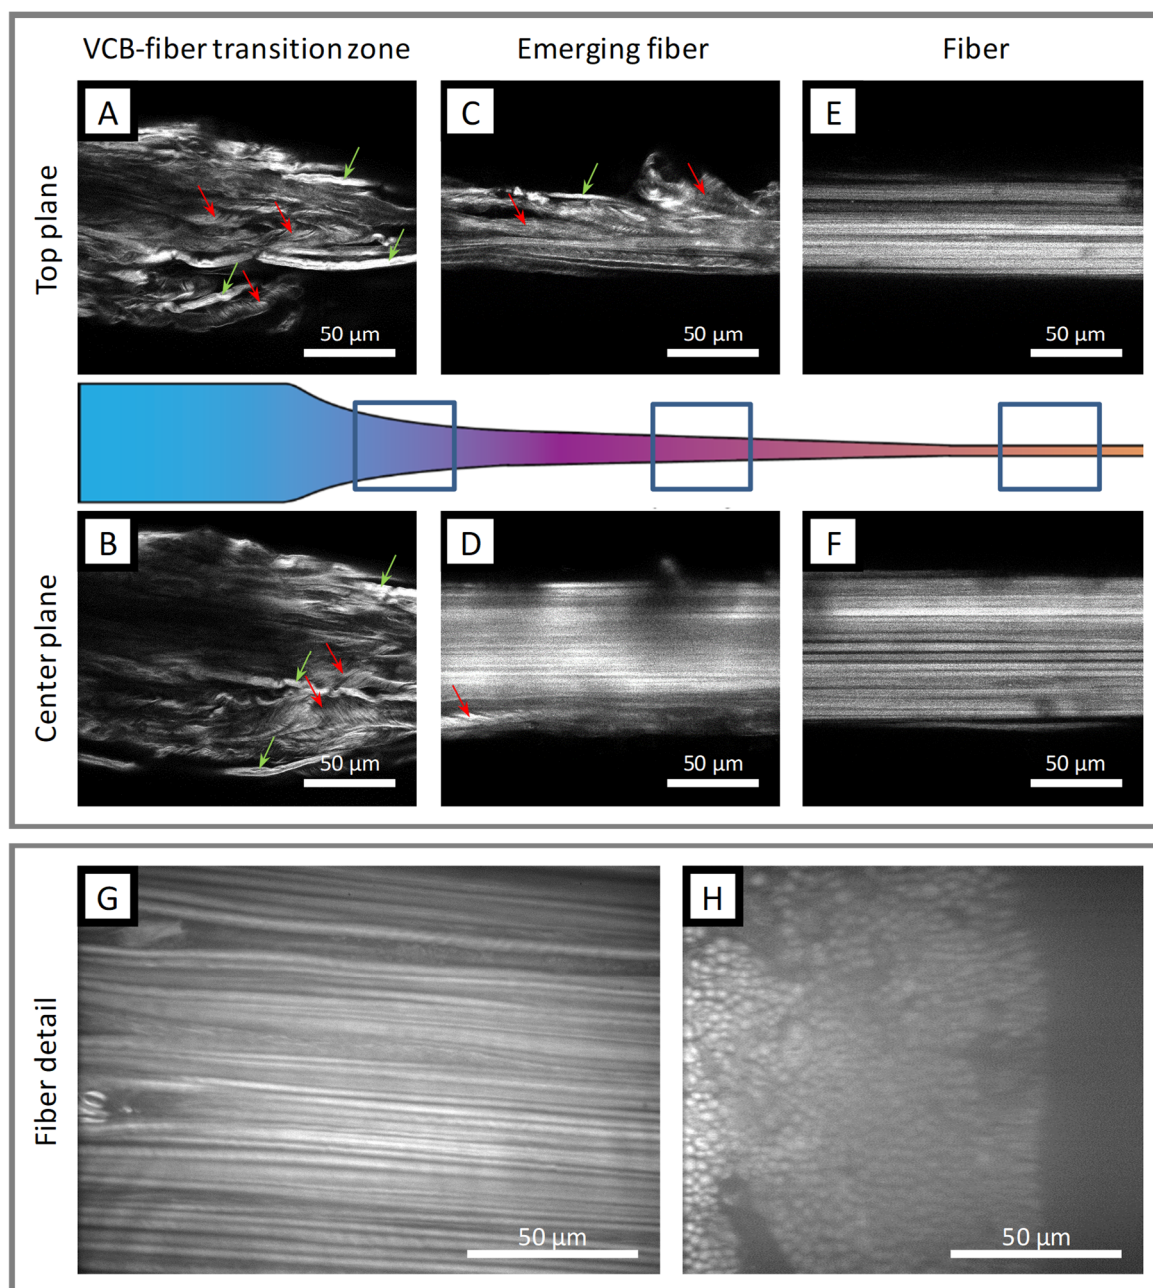 VCB-fiber transition zone
Emerging fiber
Fiber
Top plane
A
50 µm
C
50 µm
E
50 µm
Center plane
B
50 µm
D
50 µm
F
50 µm
Fiber detail
G
50 µm
H
50 µm